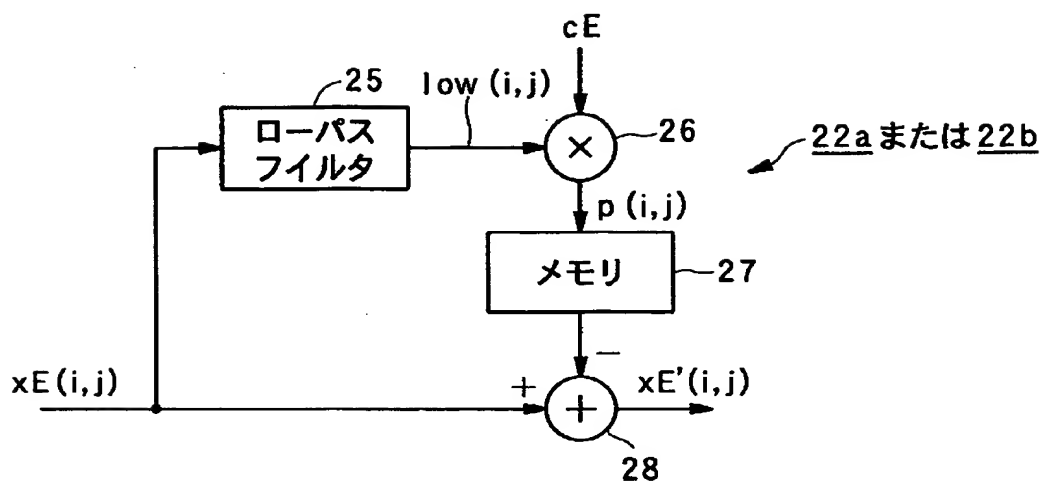 cE
25
low (i,j)
ローパス
フイルタ
26
22aまたは22b
×
p (i,j)
メモリ
27
−
xE (i,j)
+
+
xE'(i,j)
28